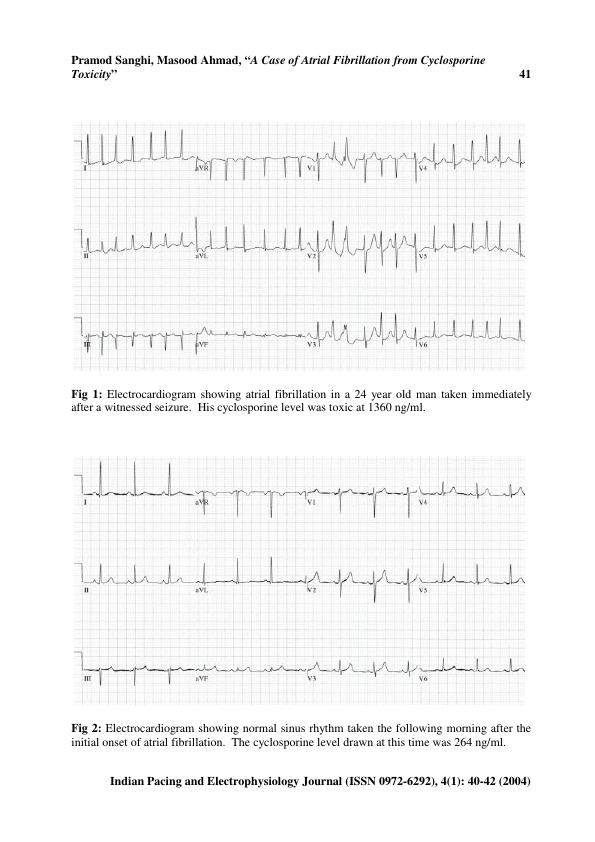 Pramod Sanghi, Masood Ahmad, “A Case of Atrial Fibrillation from Cyclosporine
Toxicity” 41
I aVR V1 V4
II aVL V2 V5
III aVF V3 V6
Fig 1: Electrocardiogram showing atrial fibrillation in a 24 year old man taken immediately
after a witnessed seizure. His cyclosporine level was toxic at 1360 ng/ml.
I aVR V1 V4
II aVL V2 V5
III aVF V3 V6
Fig 2: Electrocardiogram showing normal sinus rhythm taken the following morning after the
initial onset of atrial fibrillation. The cyclosporine level drawn at this time was 264 ng/ml.
Indian Pacing and Electrophysiology Journal (ISSN 0972-6292), 4(1): 40-42 (2004)